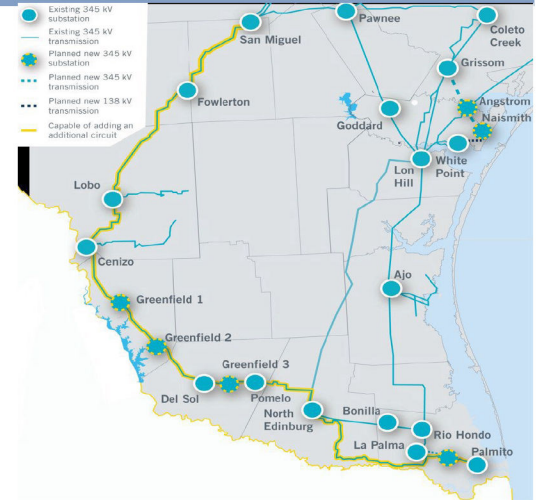 Existing 345 kV
substation
Existing 345 kV
transmission
Planned new 345 kV
substation
Planned new 345 kV
transmission
Planned new 138 kV
transmission
Capable of adding an
additional circuit
Pawnee
Coleto
Creek
San Miguel
Grissom
Fowlerton
Angstrom
Naismith
Goddard
White
Point
Lon
Hill
Lobo
Cenizo
Ajo
Greenfield 1
Greenfield 2
Greenfield 3
Del Sol
Pomelo
North
Edinburg
Bonilla
Rio Hondo
La Palma
Palmito